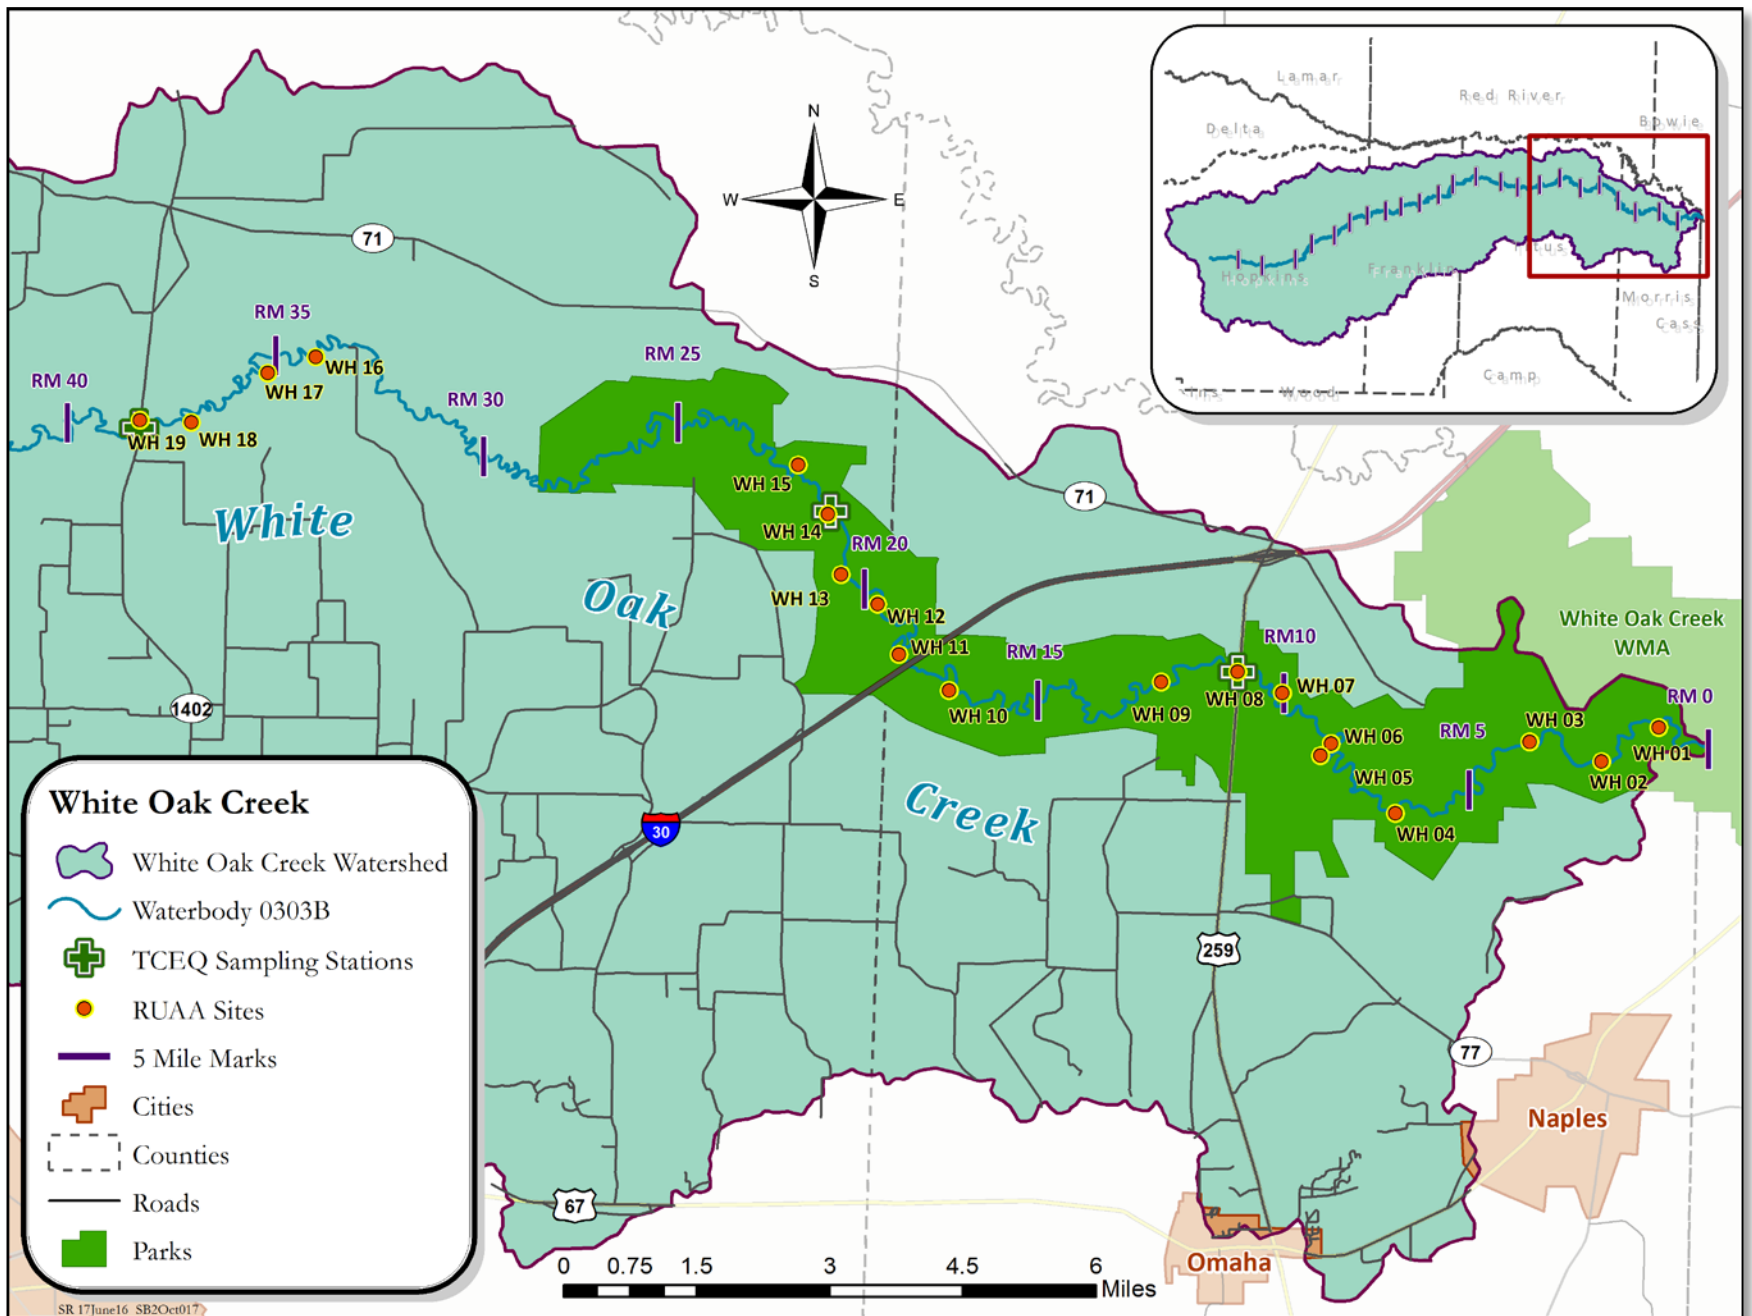 N
W
E
S
Lamar
Red River
Delta
Bowie
Titus
Hopkins
Franklin
Morris
Cass
Camp
Wood
71
RM 35
RM 40
WH 16
WH 17
WH 19
WH 18
RM 30
RM 25
WH 15
WH 14
RM 20
WH 13
WH 12
WH 11
71
White
Oak
Creek
RM 15
RM10
WH 10
WH 09
WH 08
WH 07
WH 06
WH 05
WH 04
RM 5
WH 03
WH 02
WH 01
RM 0
White Oak Creek
WMA
1402
30
259
77
67
Naples
Omaha
White Oak Creek
White Oak Creek Watershed
Waterbody 0303B
TCEQ Sampling Stations
RUAA Sites
5 Mile Marks
Cities
Counties
Roads
Parks
0 0.75 1.5 3 4.5 6
Miles
SR 17June16 SB2Oct017